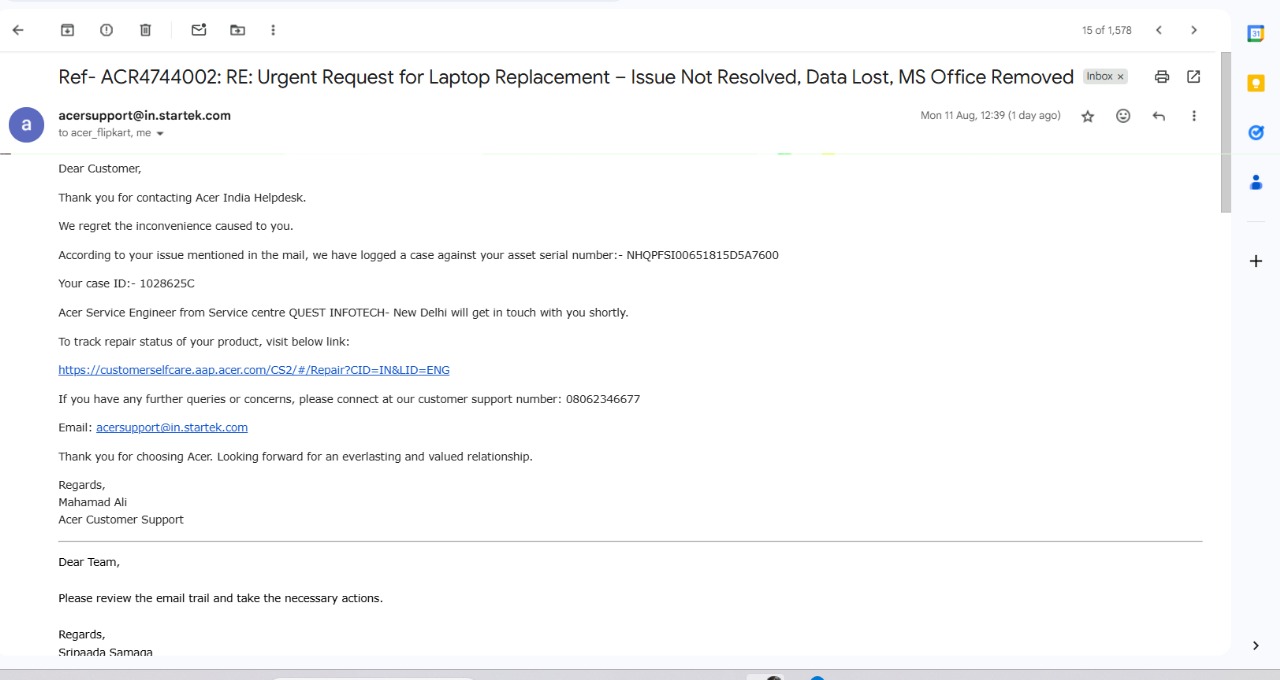 15 of 1,578
Ref- ACR4744002: RE: Urgent Request for Laptop Replacement – Issue Not Resolved, Data Lost, MS Office Removed
Inbox ×
a
acersupport@in.startek.com
Mon 11 Aug, 12:39 (1 day ago)
to acer_flipkart, me
31
Dear Customer,
Thank you for contacting Acer India Helpdesk.
We regret the inconvenience caused to you.
According to your issue mentioned in the mail, we have logged a case against your asset serial number:- NHQPFSI00651815D5A7600
Your case ID:- 1028625C
Acer Service Engineer from Service centre QUEST INFOTECH- New Delhi will get in touch with you shortly.
To track repair status of your product, visit below link:
https://customerselfcare.aap.acer.com/CS2/#/Repair?CID=IN&LID=ENG
If you have any further queries or concerns, please connect at our customer support number: 08062346677
Email: acersupport@in.startek.com
Thank you for choosing Acer. Looking forward for an everlasting and valued relationship.
Regards,
Mahamad Ali
Acer Customer Support
Dear Team,
Please review the email trail and take the necessary actions.
Regards,
Sripaada Samaga